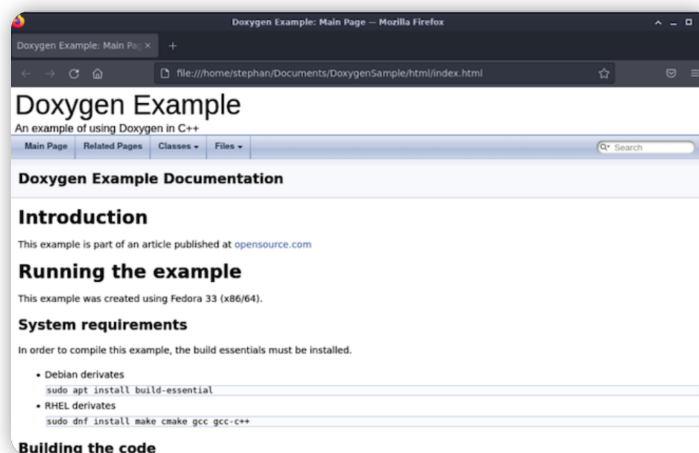 Doxygen Example: Main Page — Mozilla Firefox
Doxygen Example: Main Pag ×
file:///home/stephan/Documents/DoxygenSample/html/index.html
Doxygen Example
An example of using Doxygen in C++
Main Page Related Pages Classes Files Search
Doxygen Example Documentation
Introduction
This example is part of an article published at opensource.com
Running the example
This example was created using Fedora 33 (x86/64).
System requirements
In order to compile this example, the build essentials must be installed.
• Debian derivates
sudo apt install build-essential
• RHEL derivates
sudo dnf install make cmake gcc gcc-c++
Building the code